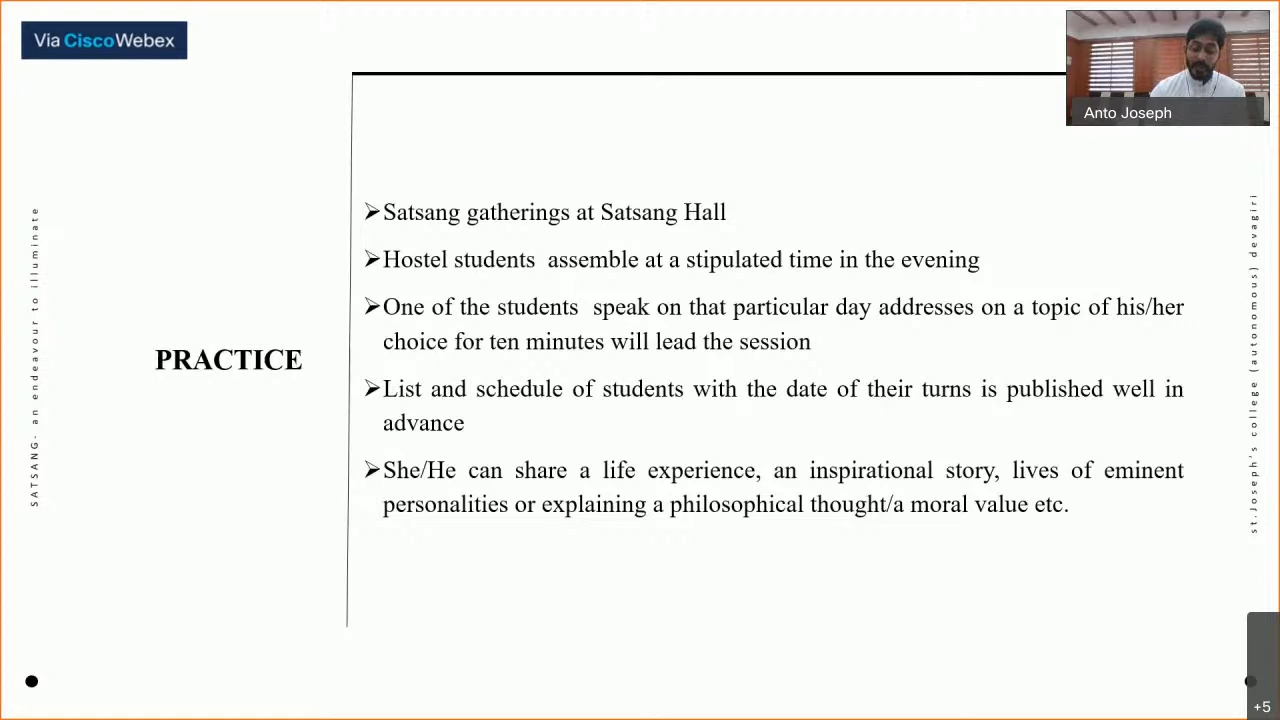 Via CiscoWebex
Anto Joseph
SATSANG- an endeavour to illuminate
PRACTICE
➢Satsang gatherings at Satsang Hall
➢Hostel students  assemble at a stipulated time in the evening
➢One of the students  speak on that particular day addresses on a topic of his/her
choice for ten minutes will lead the session
➢List and schedule of students with the date of their turns is published well in
advance
➢She/He can share a life experience, an inspirational story, lives of eminent
personalities or explaining a philosophical thought/a moral value etc.
st.Joseph's college (autonomous) devagiri
+5